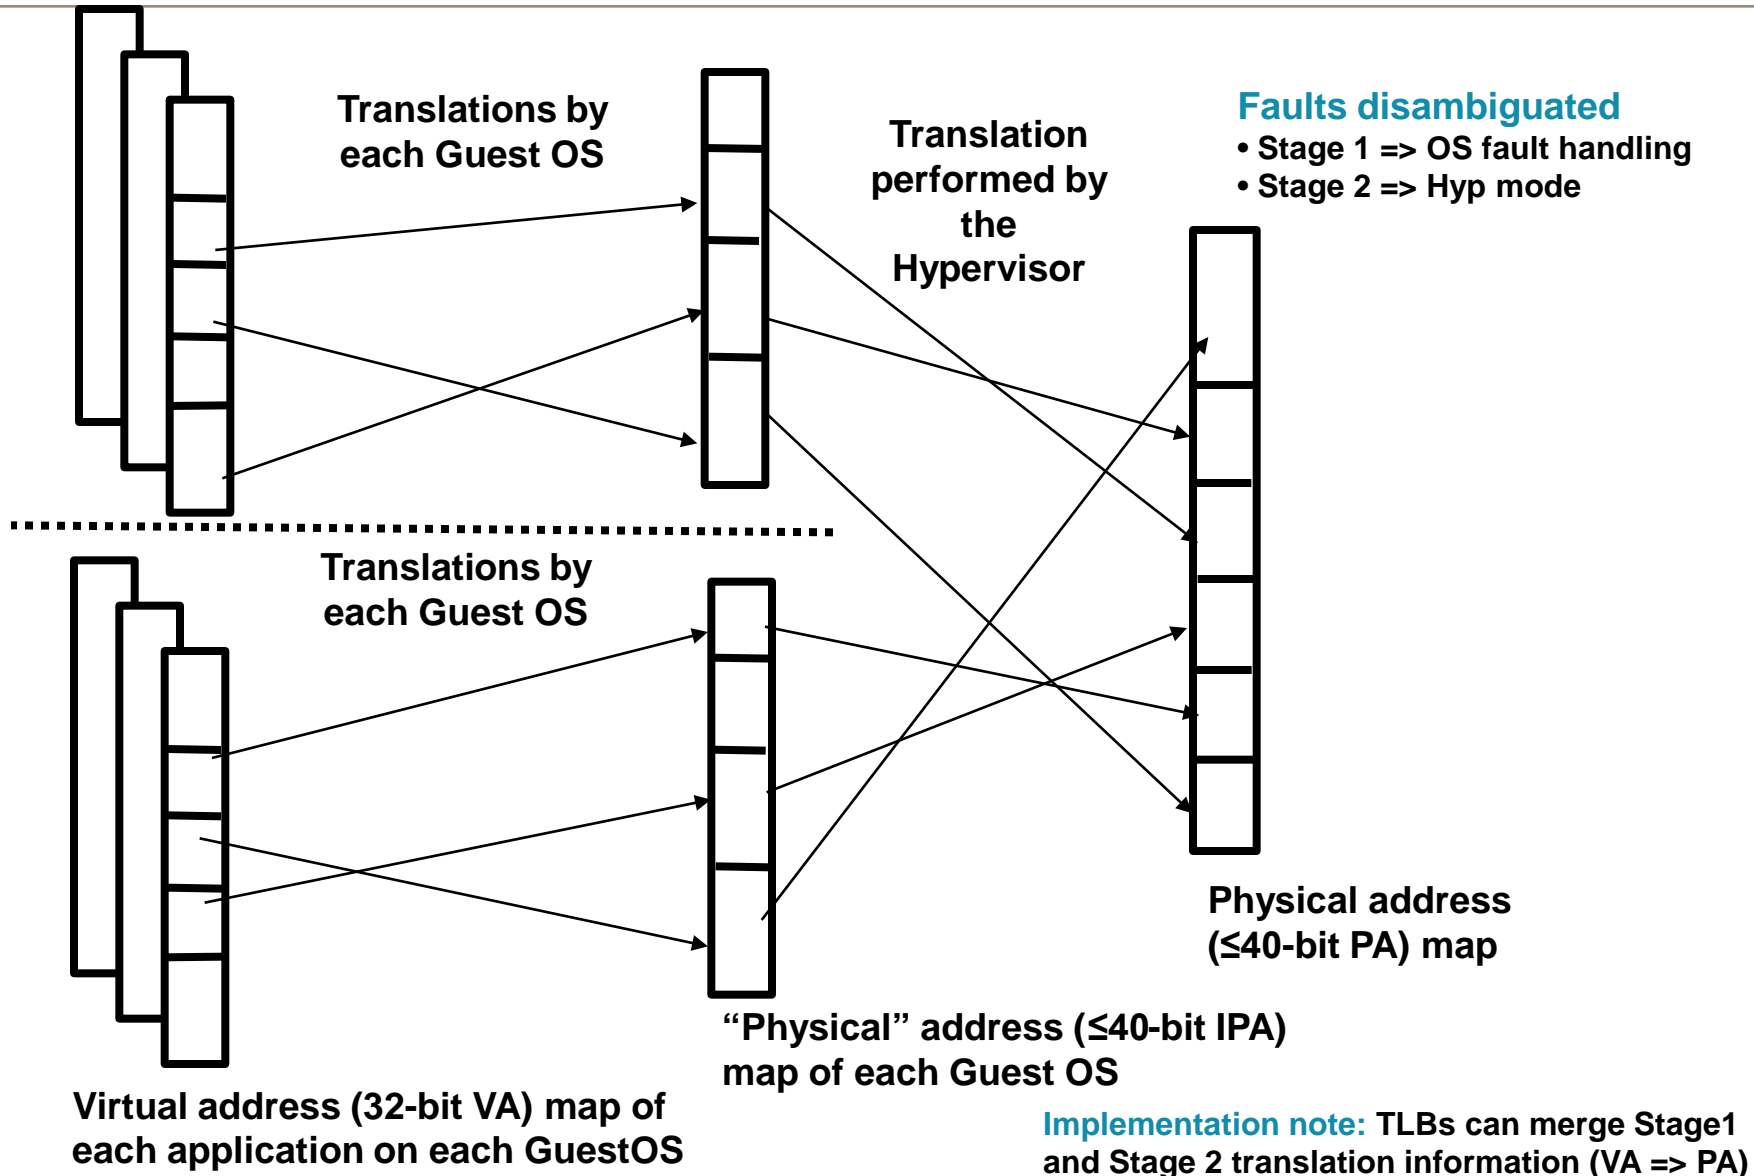 Translations by
each Guest OS
Translation
performed by
the
Hypervisor
Faults disambiguated
• Stage 1 => OS fault handling
• Stage 2 => Hyp mode
Translations by
each Guest OS
Physical address
(≤40-bit PA) map
“Physical” address (≤40-bit IPA)
map of each Guest OS
Virtual address (32-bit VA) map of
each application on each GuestOS
Implementation note: TLBs can merge Stage1
and Stage 2 translation information (VA => PA)